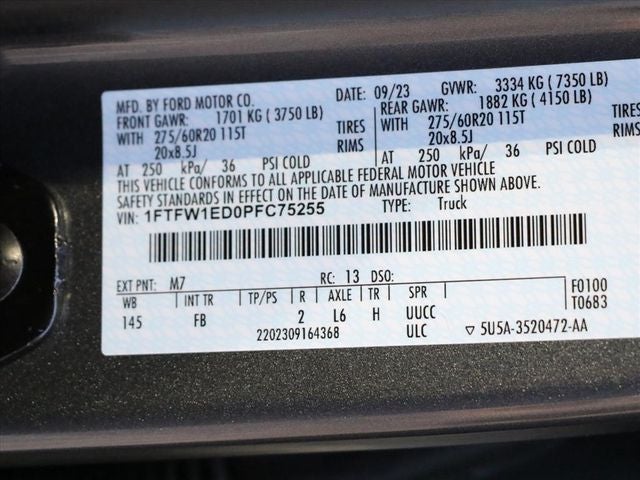 MFD. BY FORD MOTOR CO. DATE: 09/23 GVWR: 3334 KG ( 7350 LB)
FRONT GAWR: 1701 KG ( 3750 LB) REAR GAWR: 1882 KG ( 4150 LB)
WITH 275/60R20 115T TIRES WITH 275/60R20 115T TIRES
20x8.5J RIMS 20x8.5J RIMS
AT 250 kPa/ 36 PSI COLD AT 250 kPa/ 36 PSI COLD
THIS VEHICLE CONFORMS TO ALL APPLICABLE FEDERAL MOTOR VEHICLE
SAFETY STANDARDS IN EFFECT ON THE DATE OF MANUFACTURE SHOWN ABOVE.
VIN: 1FTFW1ED0PFC75255 TYPE: Truck
EXT PNT: M7 RC: 13 DSO: F0100
WB INT TR TP/PS R AXLE TR SPR T0683
145 FB 2 L6 H UUCC
2202309164368 ULC ▽ 5U5A-3520472-AA